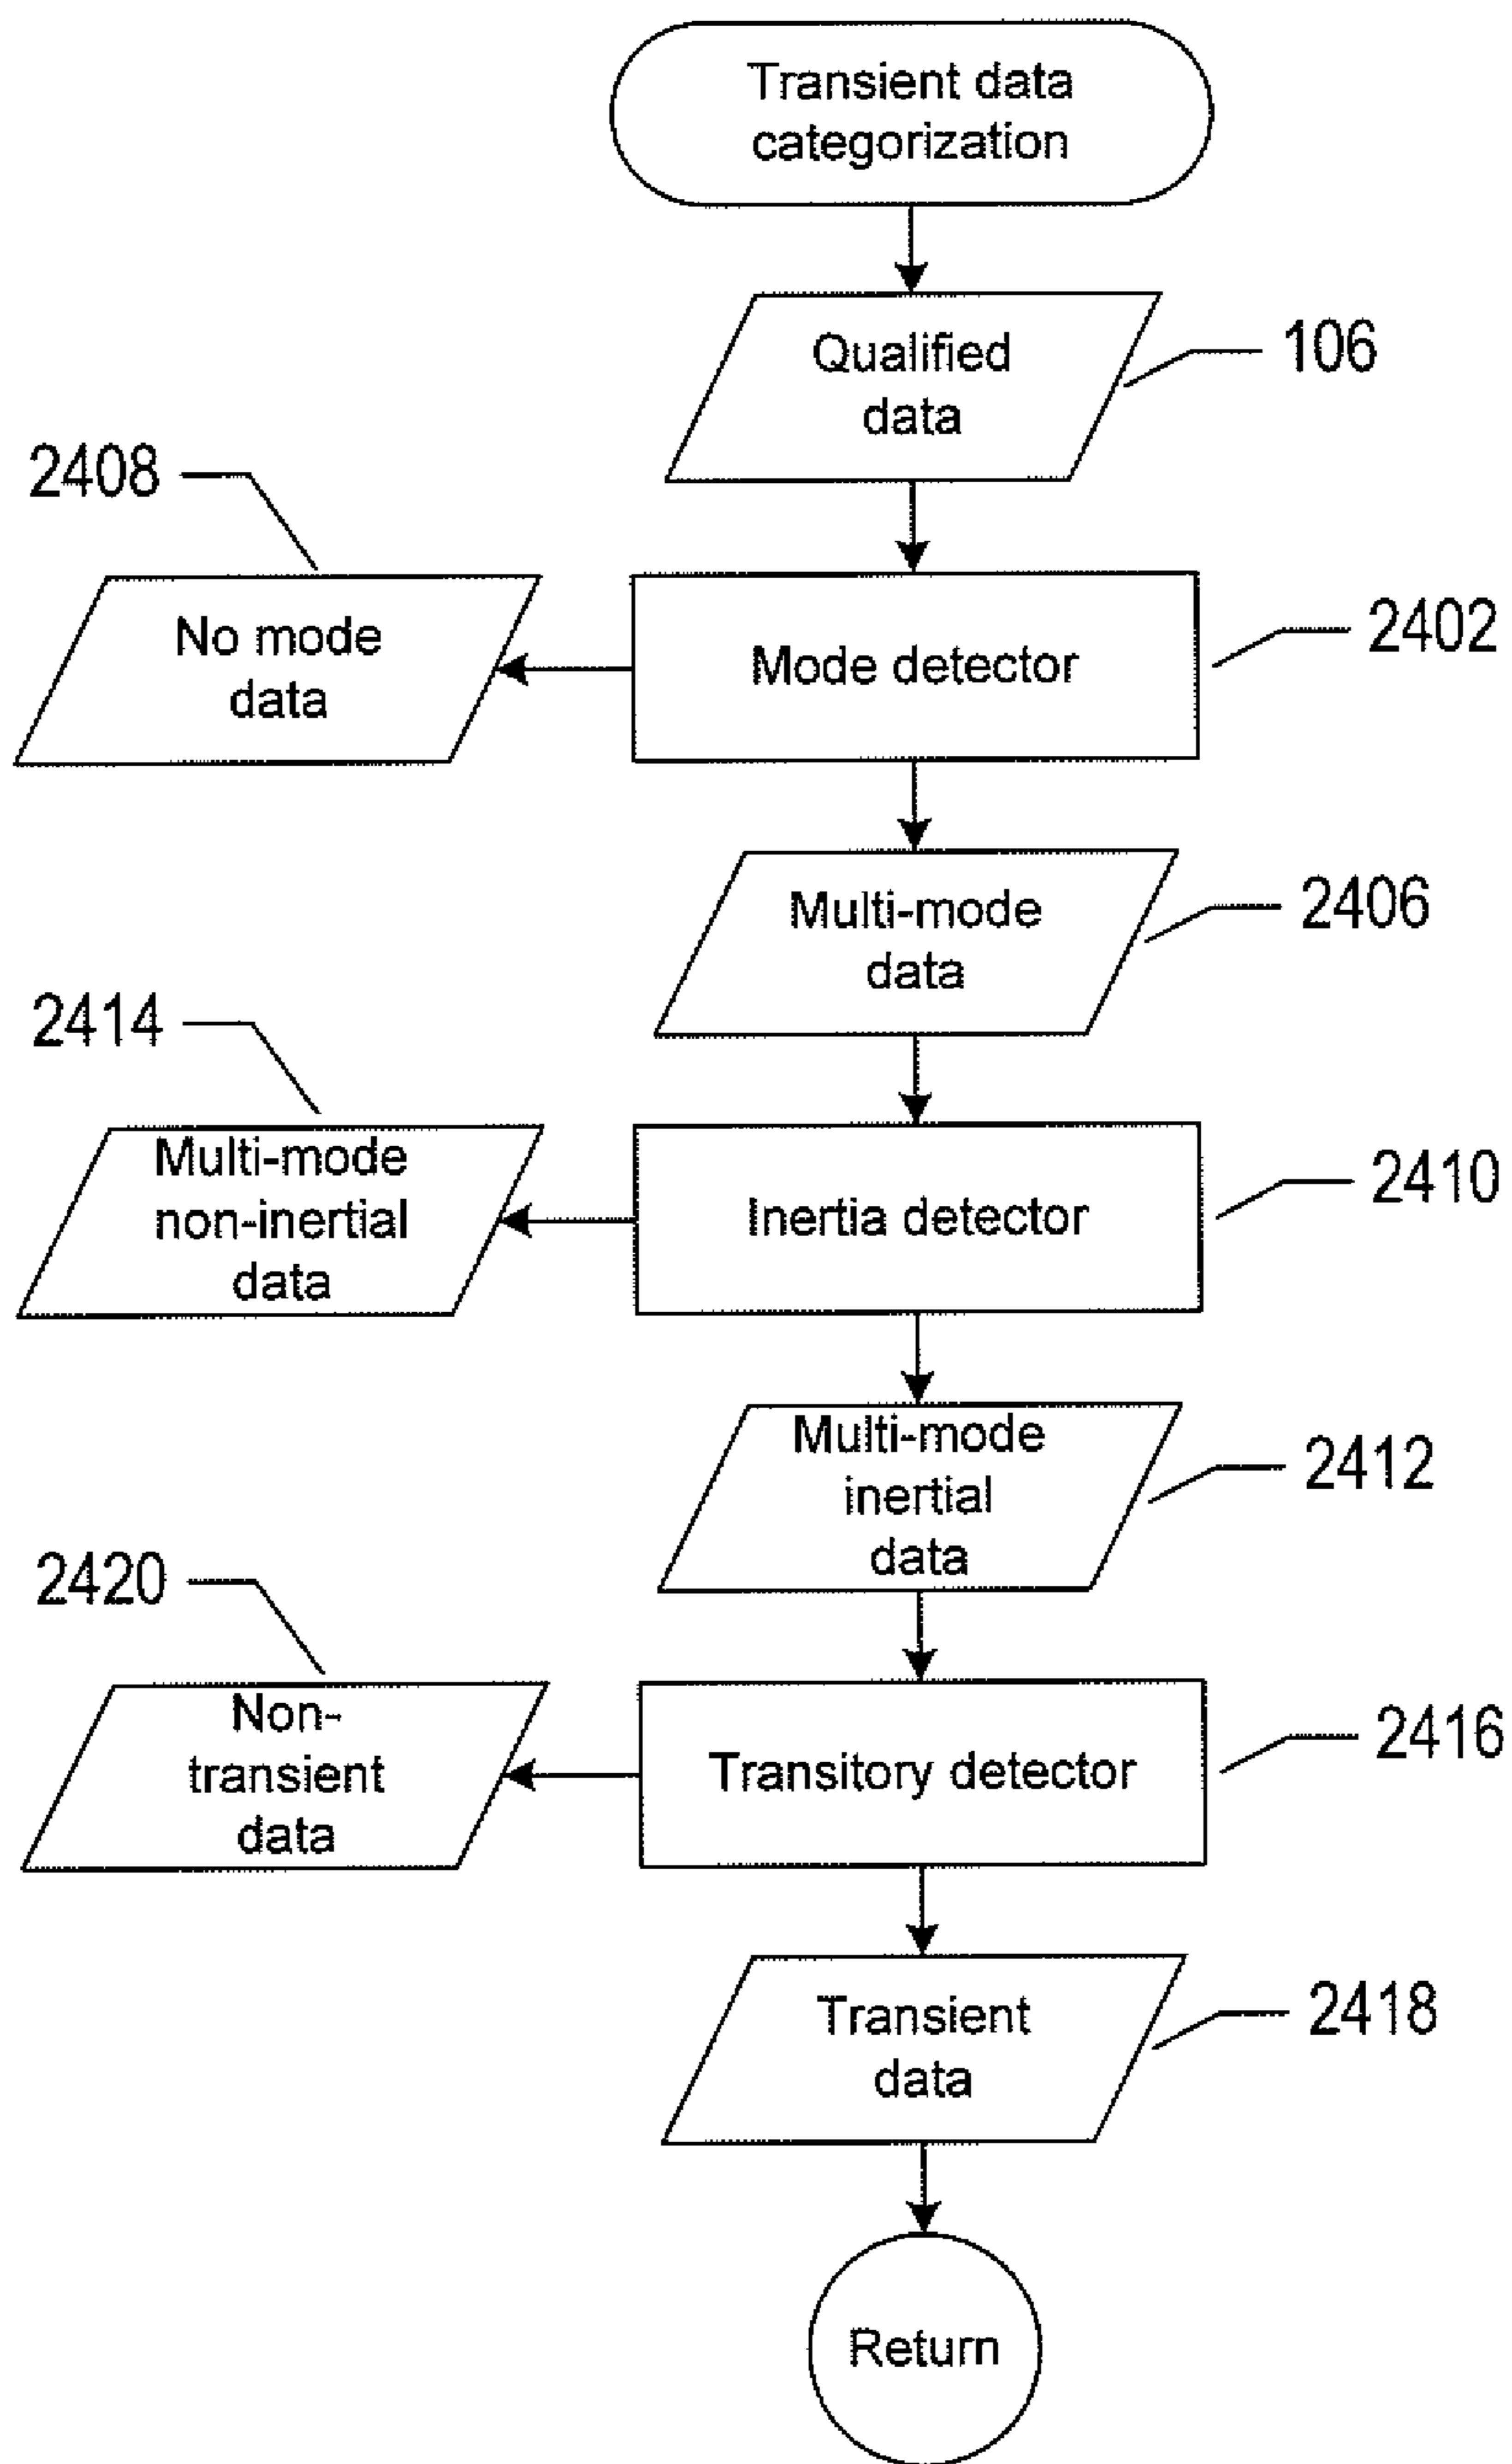 Transient data
categorization
Qualified
data
106
2408
No mode
data
Mode detector
2402
Multi-mode
data
2406
2414
Multi-mode
non-inertial
data
Inertia detector
2410
Multi-mode
inertial
data
2412
2420
Non-
transient
data
Transitory detector
2416
Transient
data
2418
Return